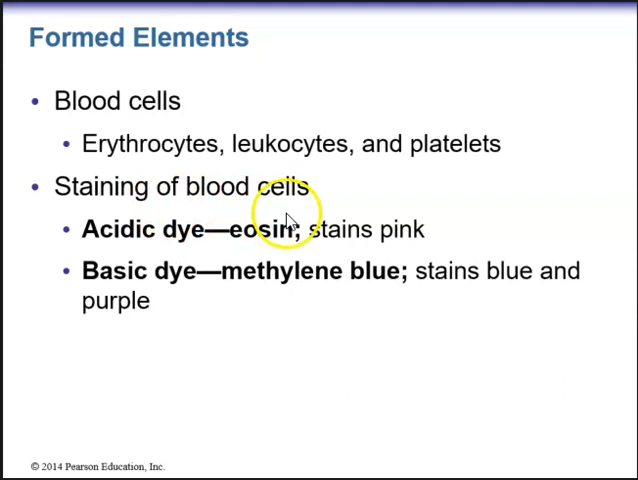 Formed Elements
• Blood cells
• Erythrocytes, leukocytes, and platelets
• Staining of blood cells
• Acidic dye—eosin; stains pink
• Basic dye—methylene blue; stains blue and
purple
© 2014 Pearson Education, Inc.